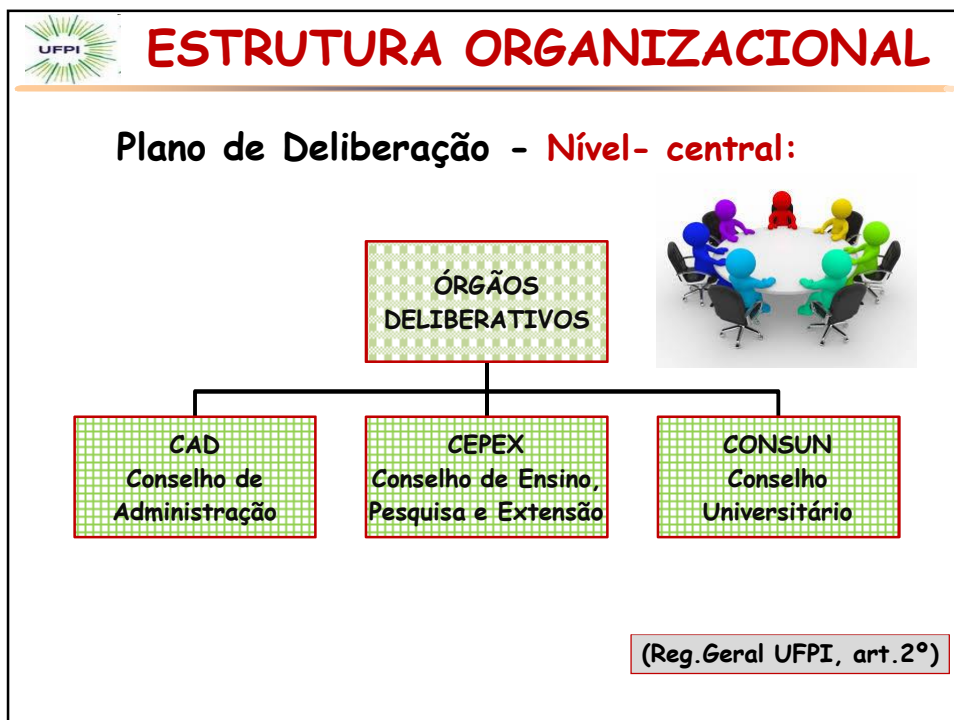 UFPI
ESTRUTURA ORGANIZACIONAL
Plano de Deliberação - Nível- central:
ÓRGÃOS
DELIBERATIVOS
CAD
Conselho de
Administração
CEPEX
Conselho de Ensino,
Pesquisa e Extensão
CONSUN
Conselho
Universitário
(Reg.Geral UFPI, art.2º)